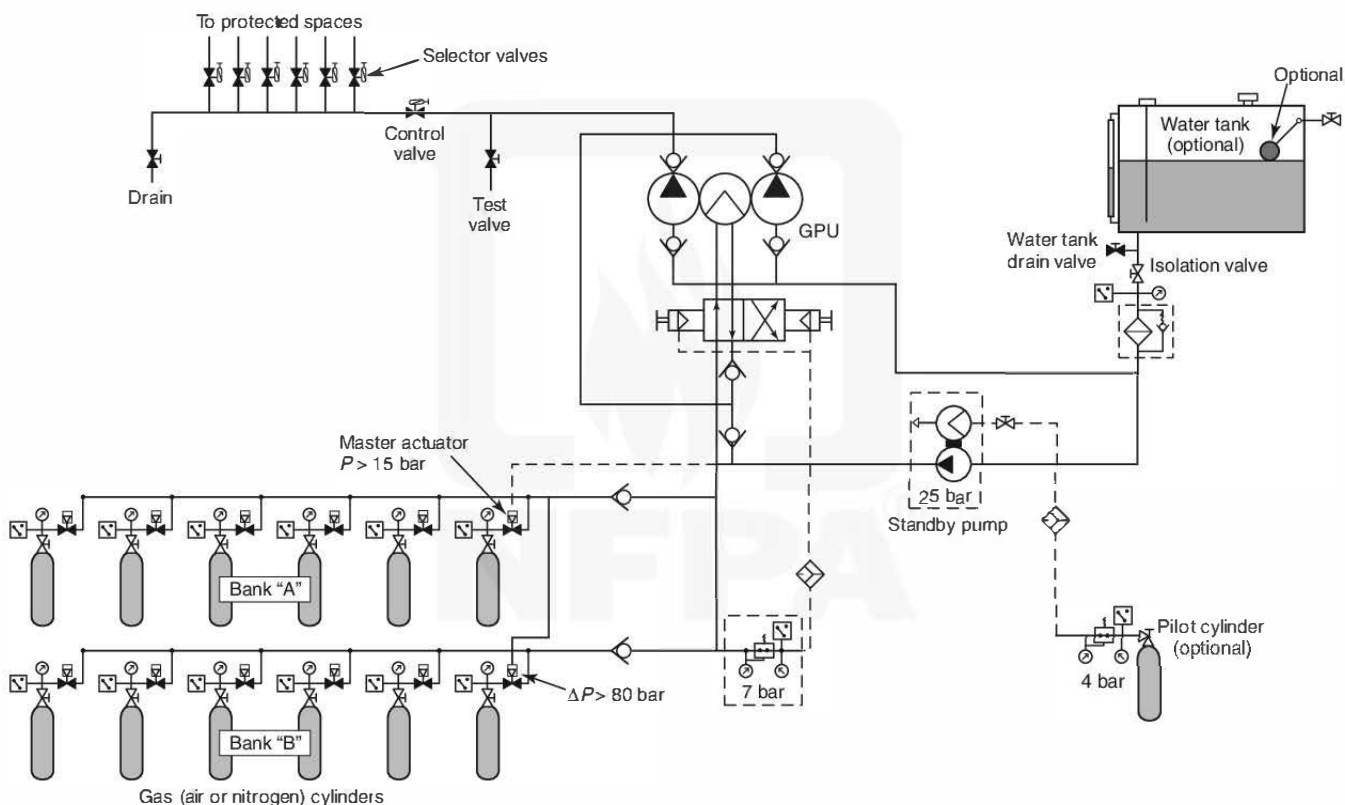 To protected spaces
Selector valves
Control
valve
Drain
Test
valve
GPU
Optional
Water tank
(optional)
Water tank
drain valve
Isolation valve
Master actuator
P > 15 bar
25 bar
Standby pump
Bank "A"
Bank "B"
ΔP > 80 bar
7 bar
4 bar
Pilot cylinder
(optional)
Gas (air or nitrogen) cylinders
NFPA®